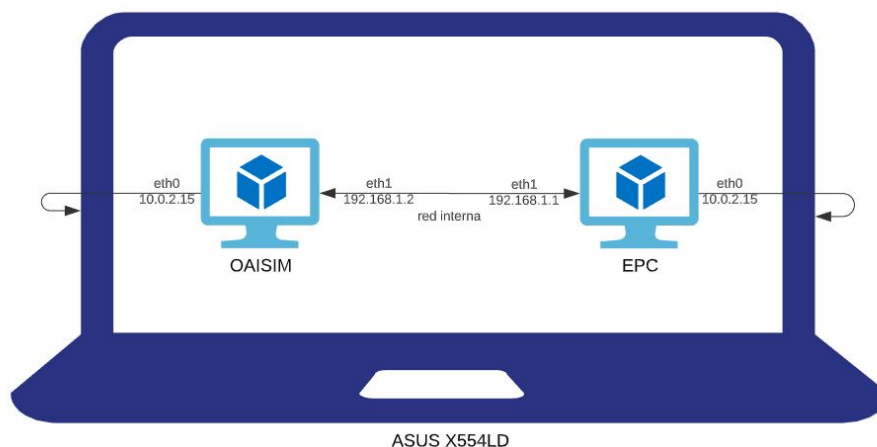 eth0
10.0.2.15
eth1
192.168.1.2
red interna
eth1
192.168.1.1
eth0
10.0.2.15
OAISIM
EPC
ASUS X554LD